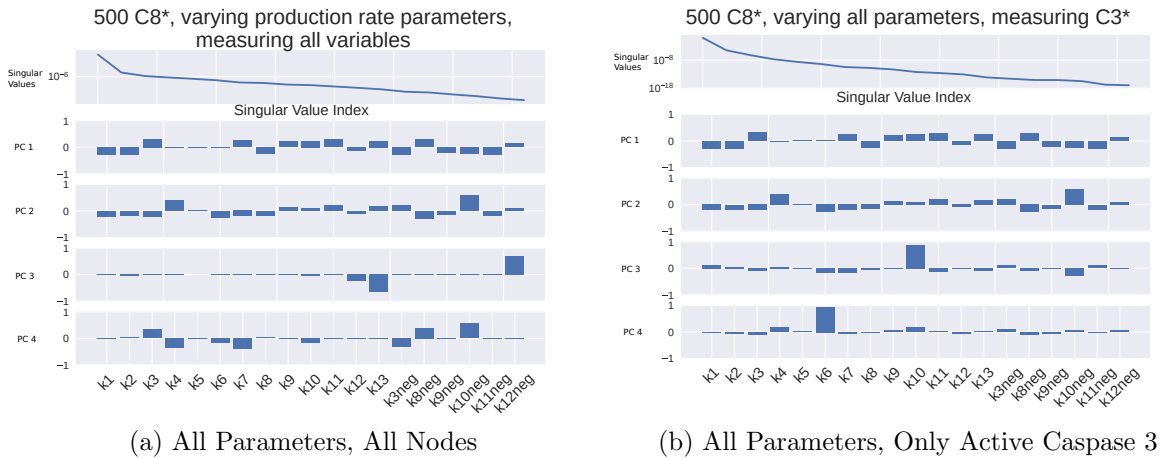 500 C8*, varying production rate parameters,
measuring all variables
Singular
Values
10⁻⁶
Singular Value Index
PC 1
1
0
−1
PC 2
1
0
−1
PC 3
1
0
−1
PC 4
1
0
−1
k1
k2
k3
k4
k5
k6
k7
k8
k9
k10
k11
k12
k13
k3neg
k8neg
k9neg
k10neg
k11neg
k12neg
(a) All Parameters, All Nodes
500 C8*, varying all parameters, measuring C3*
Singular
Values
10⁻⁸
10⁻¹⁸
Singular Value Index
PC 1
1
0
−1
PC 2
1
0
−1
PC 3
1
0
−1
PC 4
1
0
−1
k1
k2
k3
k4
k5
k6
k7
k8
k9
k10
k11
k12
k13
k3neg
k8neg
k9neg
k10neg
k11neg
k12neg
(b) All Parameters, Only Active Caspase 3